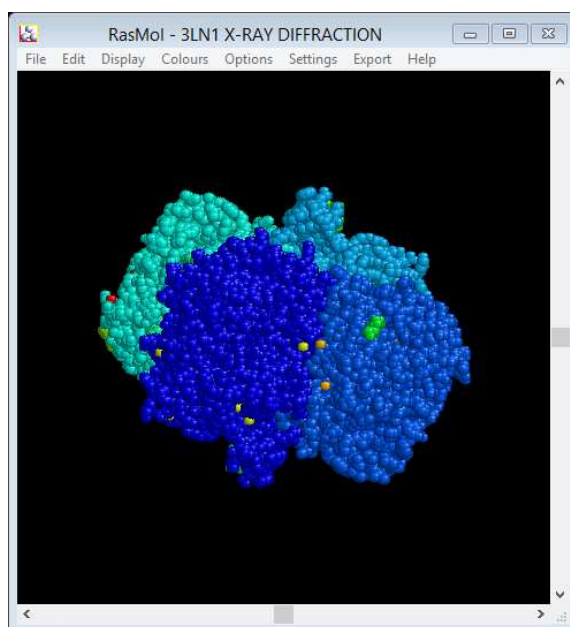 RasMol - 3LN1 X-RAY DIFFRACTION
File Edit Display Colours Options Settings Export Help